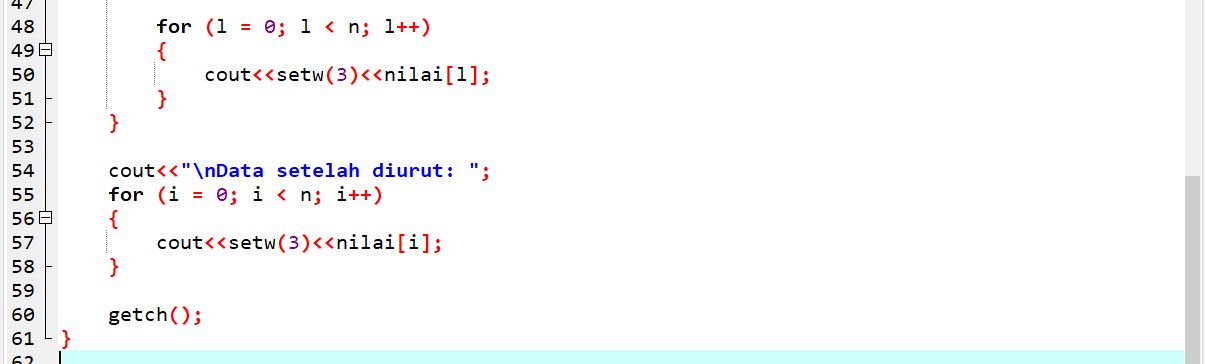 47
48 for (l = 0; l < n; l++)
49 {
50 cout<<setw(3)<<nilai[l];
51 }
52 }
53
54 cout<<"\nData setelah diurut: ";
55 for (i = 0; i < n; i++)
56 {
57 cout<<setw(3)<<nilai[i];
58 }
59
60 getch();
61 }
62